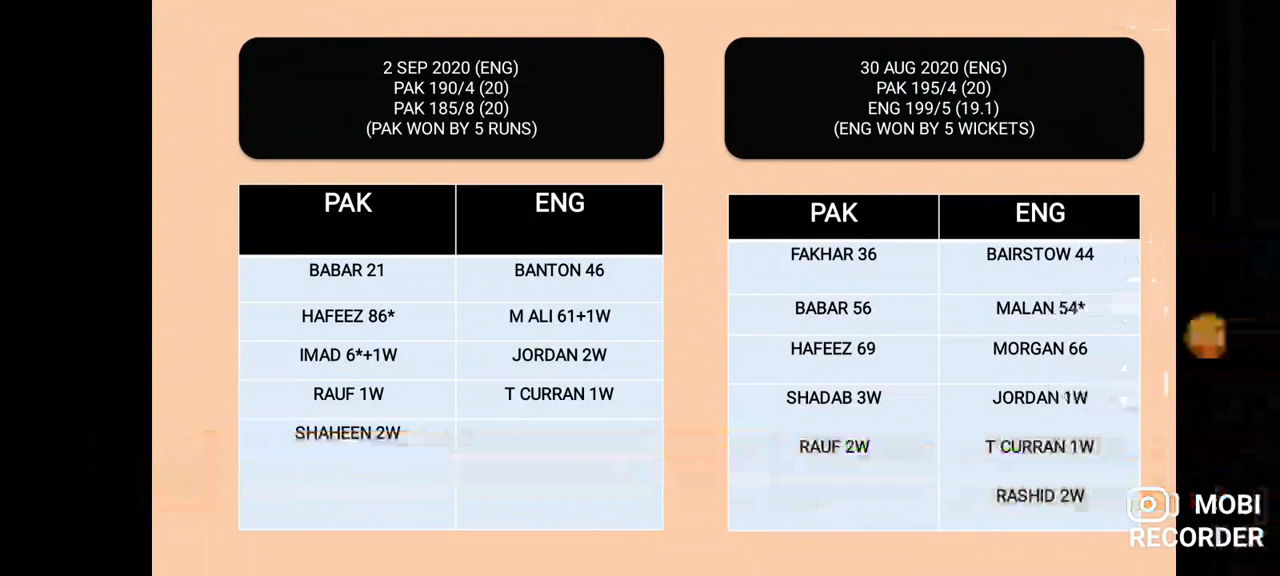 2 SEP 2020 (ENG)
PAK 190/4 (20)
PAK 185/8 (20)
(PAK WON BY 5 RUNS)
PAK ENG
BABAR 21 BANTON 46
HAFEEZ 86* M ALI 61+1W
IMAD 6*+1W JORDAN 2W
RAUF 1W T CURRAN 1W
SHAHEEN 2W
30 AUG 2020 (ENG)
PAK 195/4 (20)
ENG 199/5 (19.1)
(ENG WON BY 5 WICKETS)
PAK ENG
FAKHAR 36 BAIRSTOW 44
BABAR 56 MALAN 54*
HAFEEZ 69 MORGAN 66
SHADAB 3W JORDAN 1W
RAUF 2W T CURRAN 1W
RASHID 2W
MOBI
RECORDER